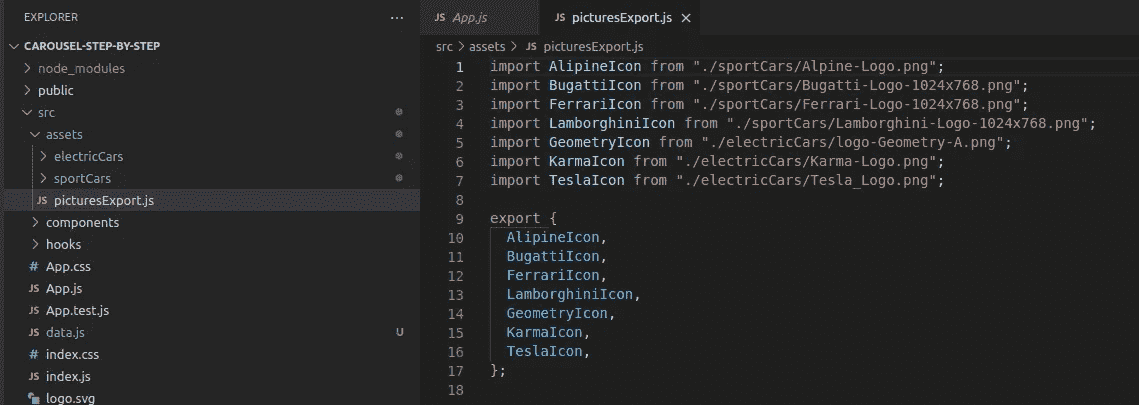 EXPLORER
···
CAROUSEL-STEP-BY-STEP
node_modules
public
src
assets
electricCars
sportCars
JS picturesExport.js
components
hooks
# App.css
JS App.js
JS App.test.js
JS data.js U
# index.css
JS index.js
logo.svg
JS App.js JS picturesExport.js ×
src > assets > JS picturesExport.js
1 import AlipineIcon from "./sportCars/Alpine-Logo.png";
2 import BugattiIcon from "./sportCars/Bugatti-Logo-1024x768.png";
3 import FerrariIcon from "./sportCars/Ferrari-Logo-1024x768.png";
4 import LamborghiniIcon from "./sportCars/Lamborghini-Logo-1024x768.png";
5 import GeometryIcon from "./electricCars/logo-Geometry-A.png";
6 import KarmaIcon from "./electricCars/Karma-Logo.png";
7 import TeslaIcon from "./electricCars/Tesla_Logo.png";
8
9 export {
10 AlipineIcon,
11 BugattiIcon,
12 FerrariIcon,
13 LamborghiniIcon,
14 GeometryIcon,
15 KarmaIcon,
16 TeslaIcon,
17 };
18